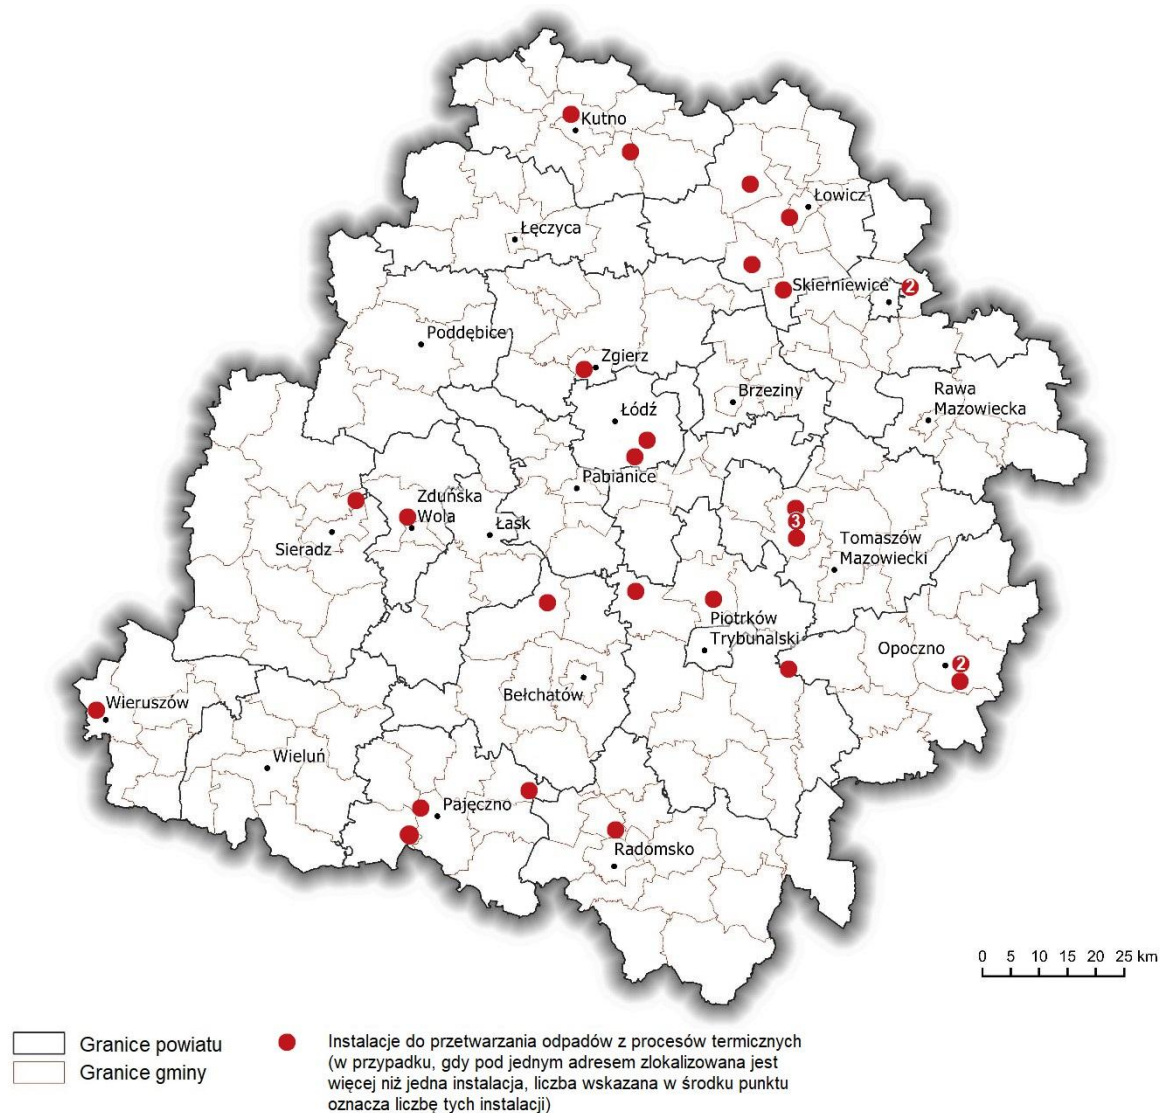 Kutno
Łowicz
Łęczyca
Skierniewice
2
Poddębice
Zgierz
Brzeziny
Rawa
Mazowiecka
Łódź
Pabianice
Zduńska
Wola
Łask
Sieradz
3
Tomaszów
Mazowiecki
Piotrków
Trybunalski
Opoczno
2
Bełchatów
Wieruszów
Wieluń
Pajęczno
Radomsko
0 5 10 15 20 25 km
Granice powiatu
Granice gminy
Instalacje do przetwarzania odpadów z procesów termicznych
(w przypadku, gdy pod jednym adresem zlokalizowana jest
więcej niż jedna instalacja, liczba wskazana w środku punktu
oznacza liczbę tych instalacji)